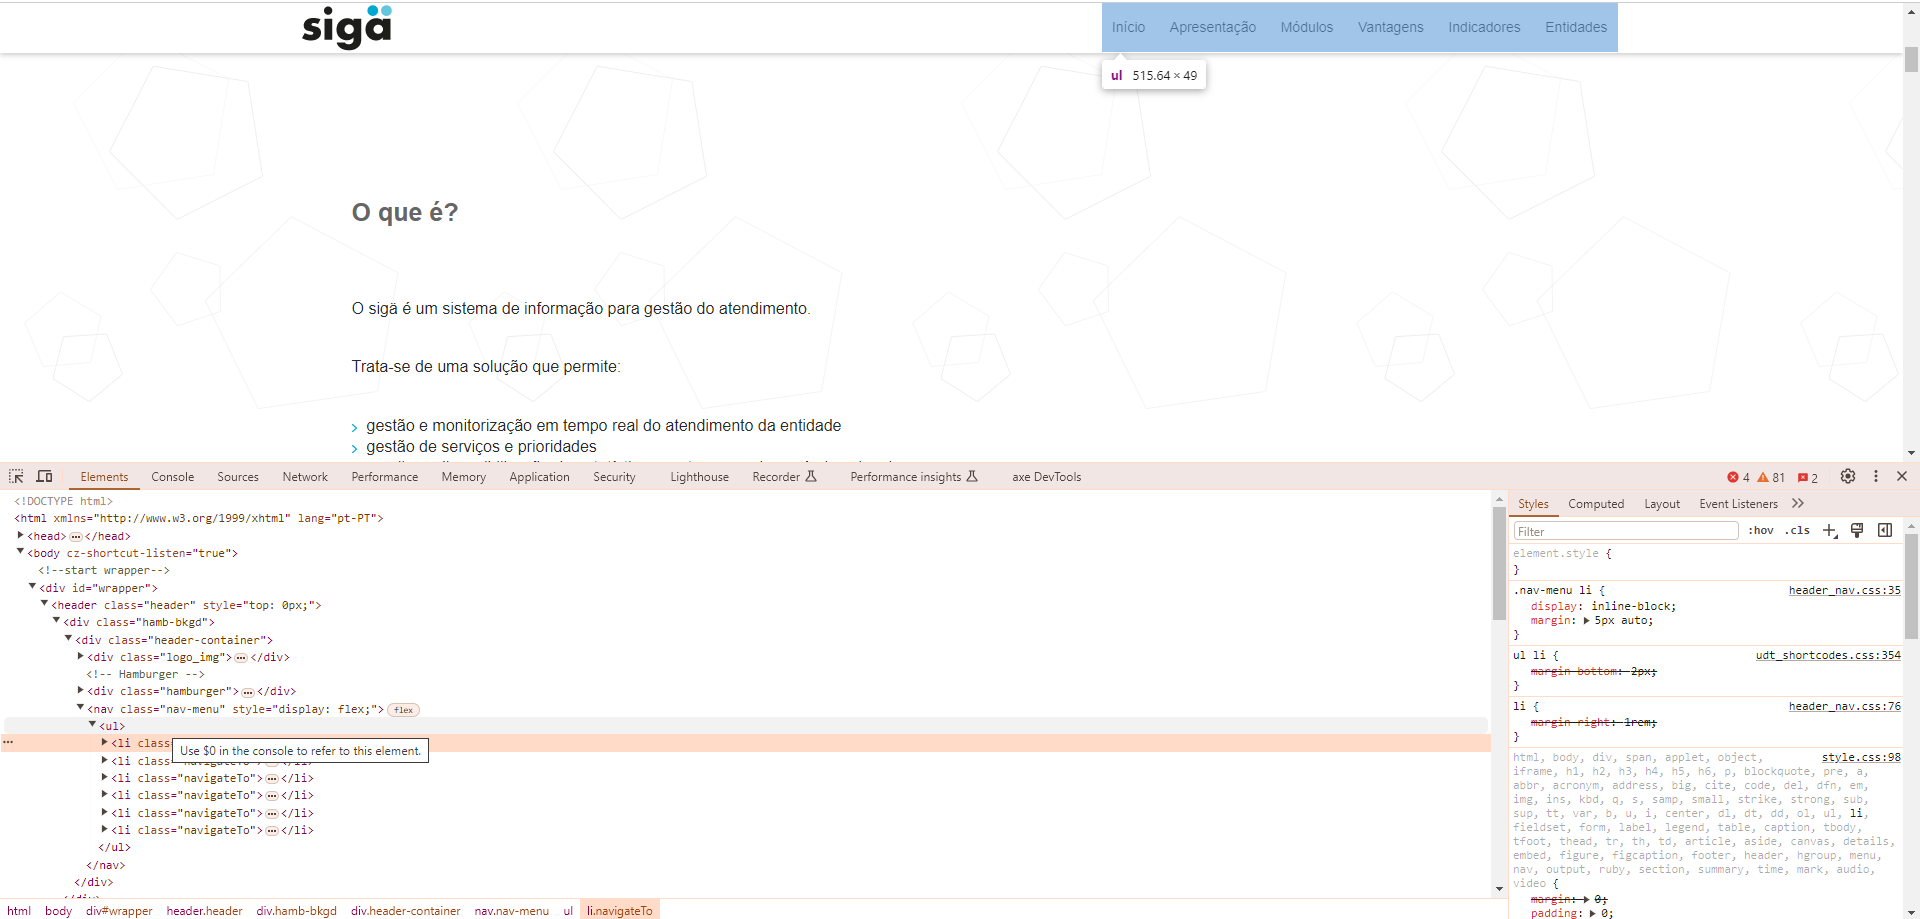 sigä
Início Apresentação Módulos Vantagens Indicadores Entidades
ul 515.64 × 49
O que é?
O sigä é um sistema de informação para gestão do atendimento.
Trata-se de uma solução que permite:
gestão e monitorização em tempo real do atendimento da entidade
gestão de serviços e prioridades
Elements Console Sources Network Performance Memory Application Security Lighthouse Recorder Performance insights axe DevTools 4 81 2
<!DOCTYPE html>
<html xmlns="http://www.w3.org/1999/xhtml" lang="pt-PT">
<head>…</head>
<body cz-shortcut-listen="true">
<!--start wrapper-->
<div id="wrapper">
<header class="header" style="top: 0px;">
<div class="hamb-bkgd">
<div class="header-container">
<div class="logo_img">…</div>
<!-- Hamburger -->
<div class="hamburger">…</div>
<nav class="nav-menu" style="display: flex;"> flex
<ul>
… <li class
Use $0 in the console to refer to this element.
<li class="navigateTo">…</li>
<li class="navigateTo">…</li>
<li class="navigateTo">…</li>
<li class="navigateTo">…</li>
</ul>
</nav>
</div>
html body div#wrapper header.header div.hamb-bkgd div.header-container nav.nav-menu ul li.navigateTo
Styles Computed Layout Event Listeners
Filter :hov .cls
element.style {
}
.nav-menu li { header_nav.css:35
display: inline-block;
margin: 5px auto;
}
ul li { udt_shortcodes.css:354
margin-bottom: 2px;
}
li { header_nav.css:76
margin-right: 1rem;
}
html, body, div, span, applet, object, style.css:98
iframe, h1, h2, h3, h4, h5, h6, p, blockquote, pre, a,
abbr, acronym, address, big, cite, code, del, dfn, em,
img, ins, kbd, q, s, samp, small, strike, strong, sub,
sup, tt, var, b, u, i, center, dl, dt, dd, ol, ul, li,
fieldset, form, label, legend, table, caption, tbody,
tfoot, thead, tr, th, td, article, aside, canvas, details,
embed, figure, figcaption, footer, header, hgroup, menu,
nav, output, ruby, section, summary, time, mark, audio,
video {
margin: 0;
padding: 0;